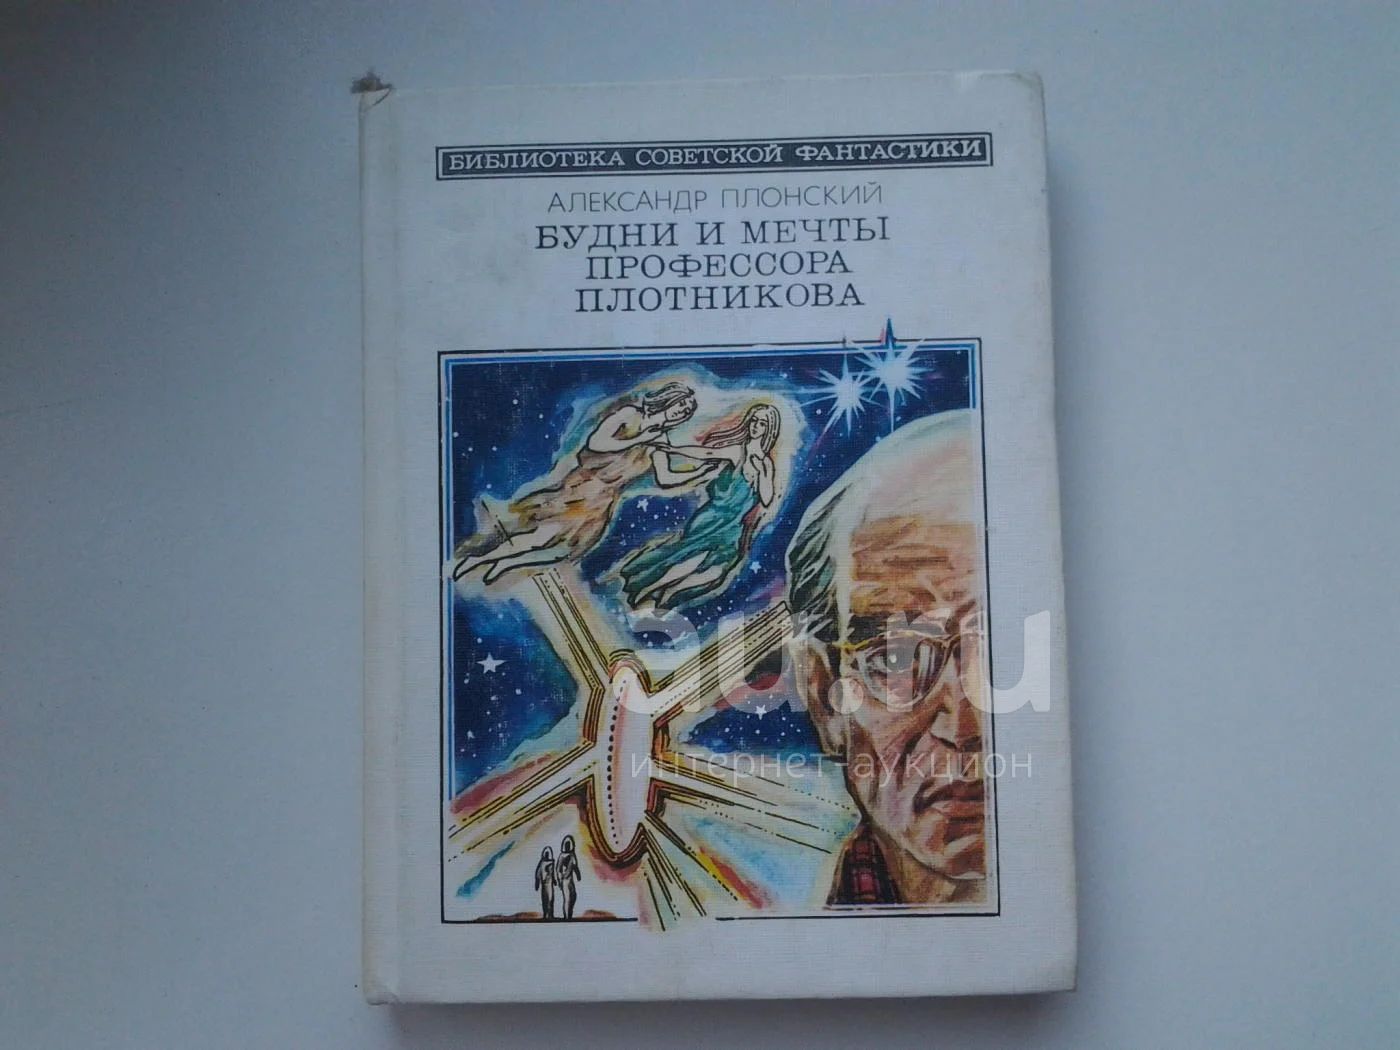 БИБЛИОТЕКА СОВЕТСКОЙ ФАНТАСТИКИ
АЛЕКСАНДР ПЛОНСКИЙ
БУДНИ И МЕЧТЫ
ПРОФЕССОРА
ПЛОТНИКОВА
au.ru
интернет-аукцион